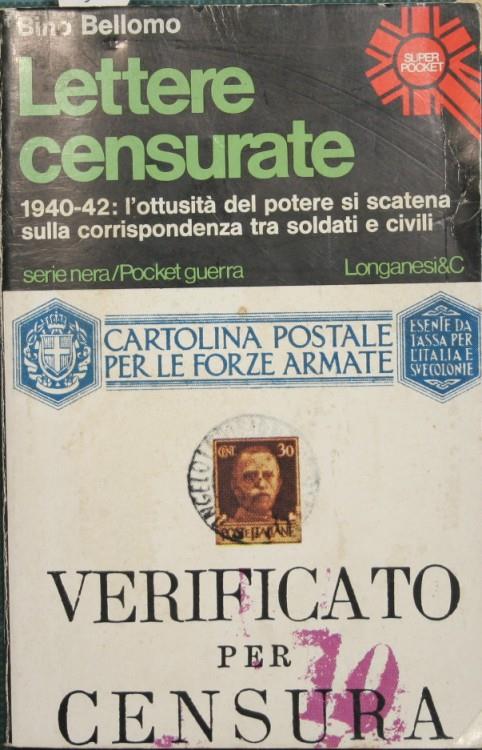 Bino Bellomo
SUPER
POCKET
Lettere
censurate
1940-42: l'ottusità del potere si scatena
sulla corrispondenza tra soldati e civili
serie nera/Pocket guerra
Longanesi&C
CARTOLINA POSTALE
PER LE FORZE ARMATE
ESENTE DA
TASSA PER
L'ITALIA E
SUE COLONIE
CENT
30
POSTE ITALIANE
VERIFICATO
PER
CENSURA